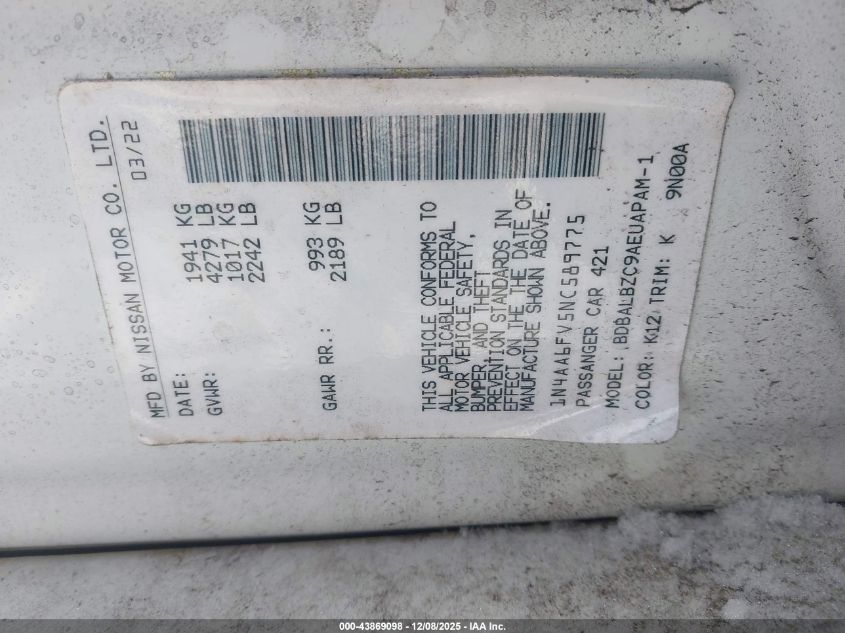 MFD BY NISSAN MOTOR CO. LTD.
DATE: 03/22
GVWR: 1941 KG
4279 LB
1017 KG
2242 LB
GAWR RR.: 993 KG
2189 LB
THIS VEHICLE CONFORMS TO
ALL APPLICABLE FEDERAL
MOTOR VEHICLE SAFETY,
BUMPER, AND THEFT
PREVENTION STANDARDS IN
EFFECT ON THE THE DATE OF
MANUFACTURE SHOWN ABOVE.
1N4AA6FV5NC589775
PASSANGER CAR 421
MODEL: BDBALBZC9AEUAPAM-1
COLOR: K12 TRIM: K 9N00A
000-43869098 - 12/08/2025 - IAA Inc.